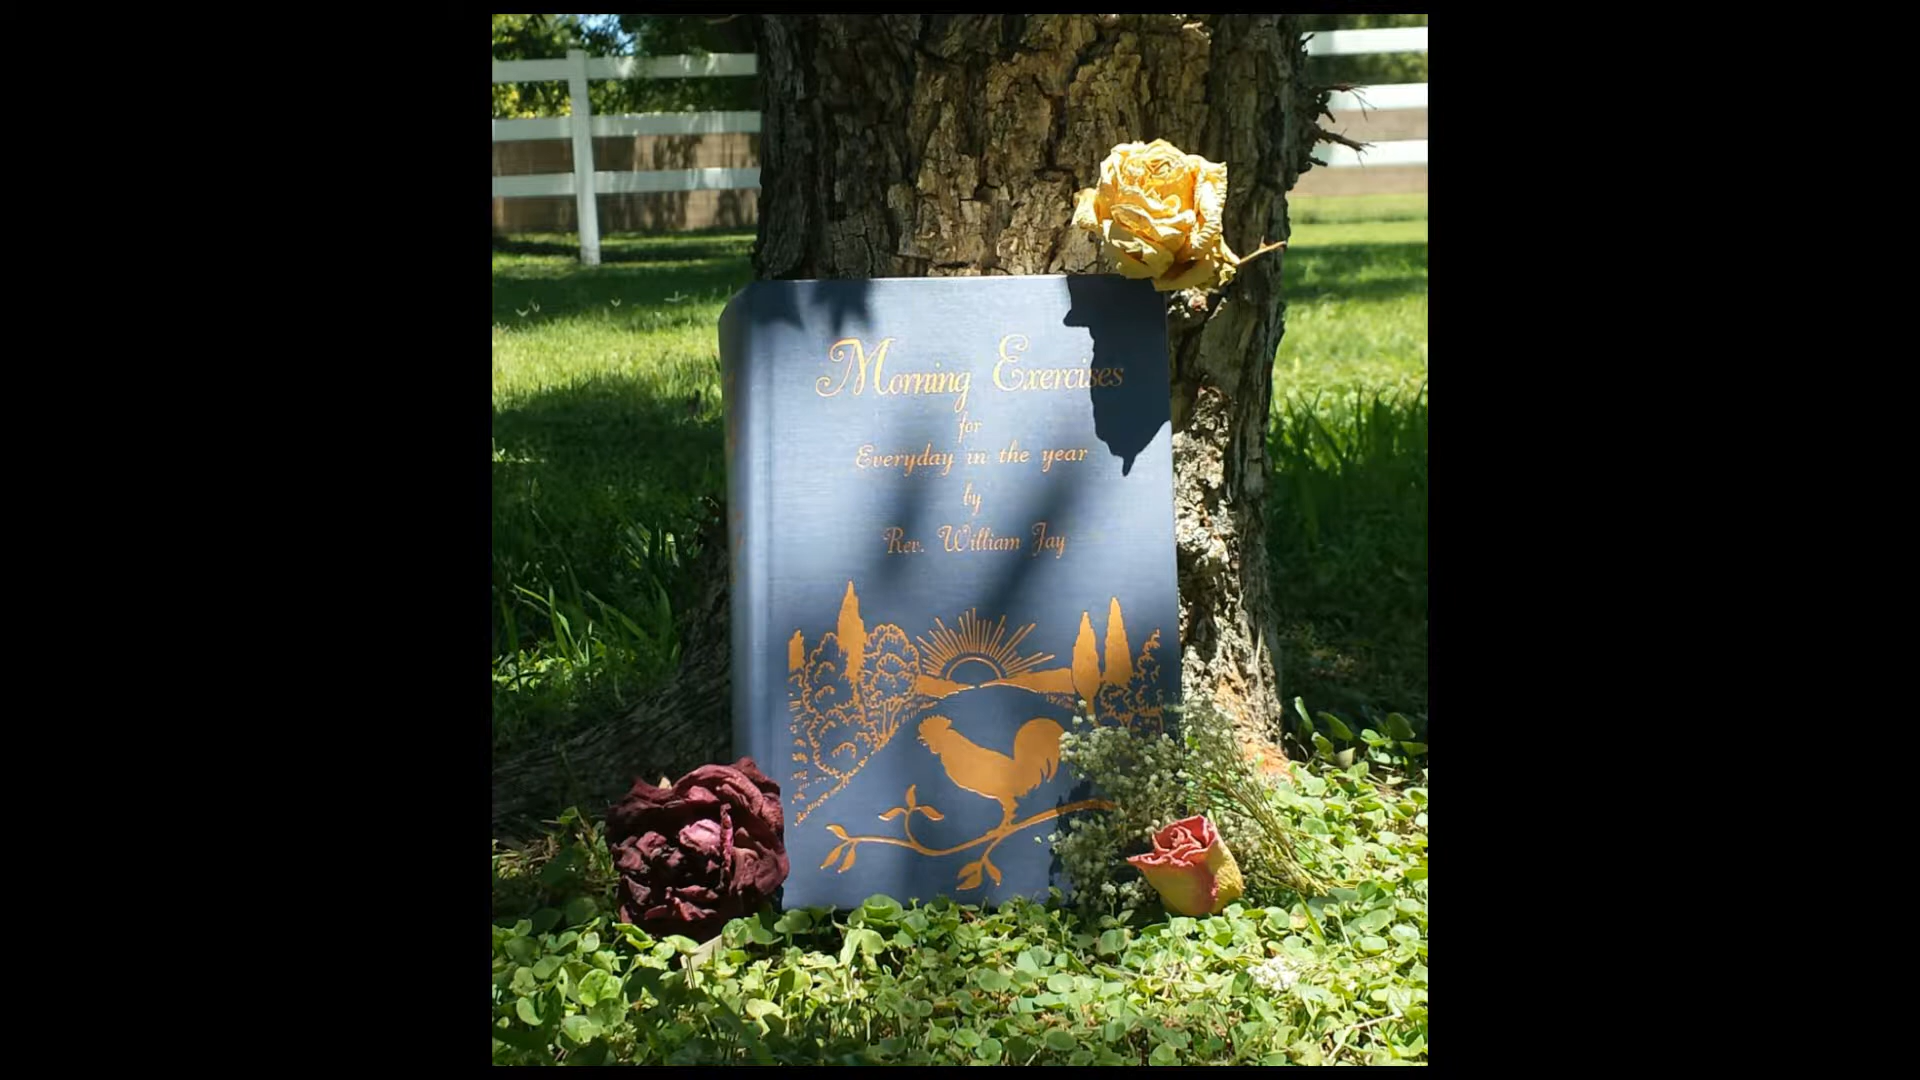 Morning Exercises
for
Everyday in the year
by
Rev. William Jay